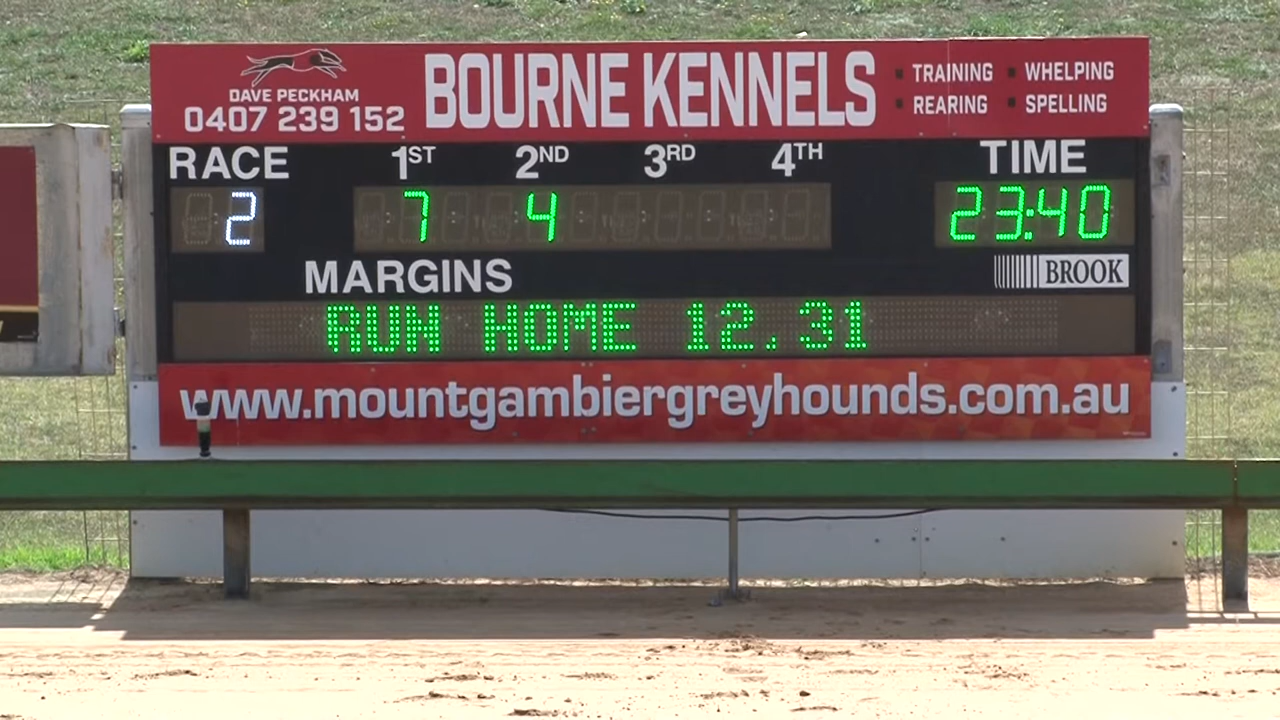 DAVE PECKHAM
0407 239 152
BOURNE KENNELS
TRAINING WHELPING
REARING SPELLING
RACE 1ST 2ND 3RD 4TH TIME
2 7 4 23:40
MARGINS
BROOK
RUN HOME 12.31
www.mountgambiergreyhounds.com.au